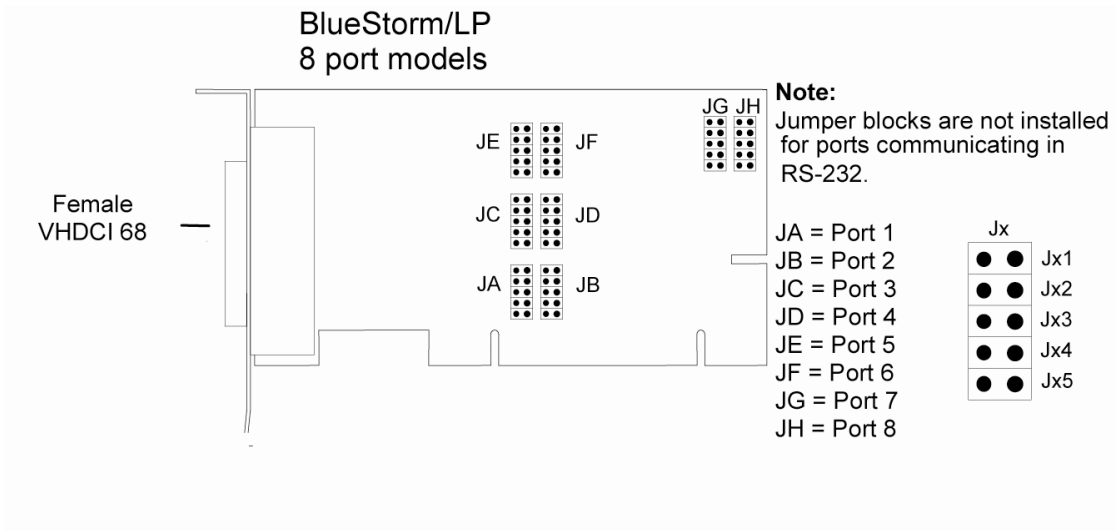 BlueStorm/LP
8 port models
JG JH
JE
JF
JC
JD
JA
JB
Female
VHDCI 68
Note:
Jumper blocks are not installed
for ports communicating in
RS-232.
JA = Port 1
JB = Port 2
JC = Port 3
JD = Port 4
JE = Port 5
JF = Port 6
JG = Port 7
JH = Port 8
Jx
Jx1
Jx2
Jx3
Jx4
Jx5